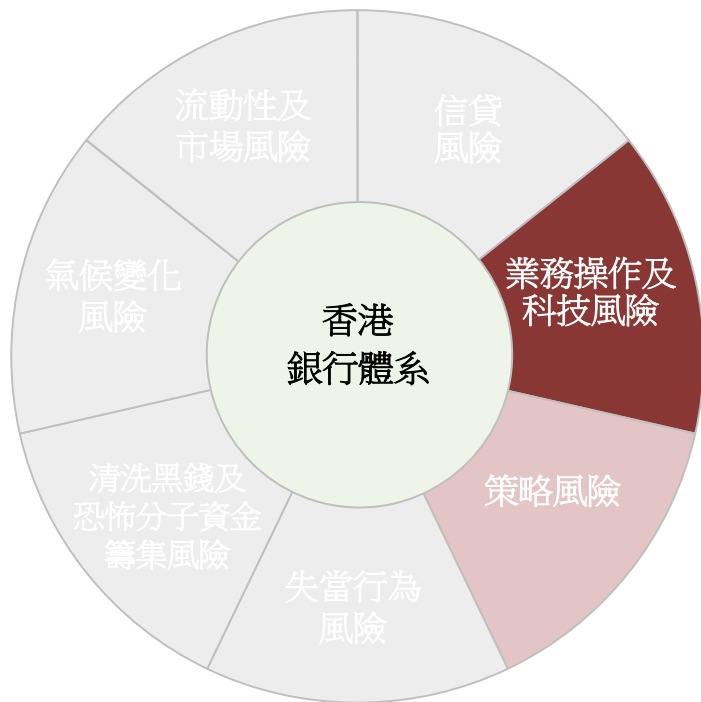 流動性及
市場風險
信貸
風險
業務操作及
科技風險
策略風險
失當行為
風險
清洗黑錢及
恐怖分子資金
籌集風險
氣候變化
風險
香港
銀行體系